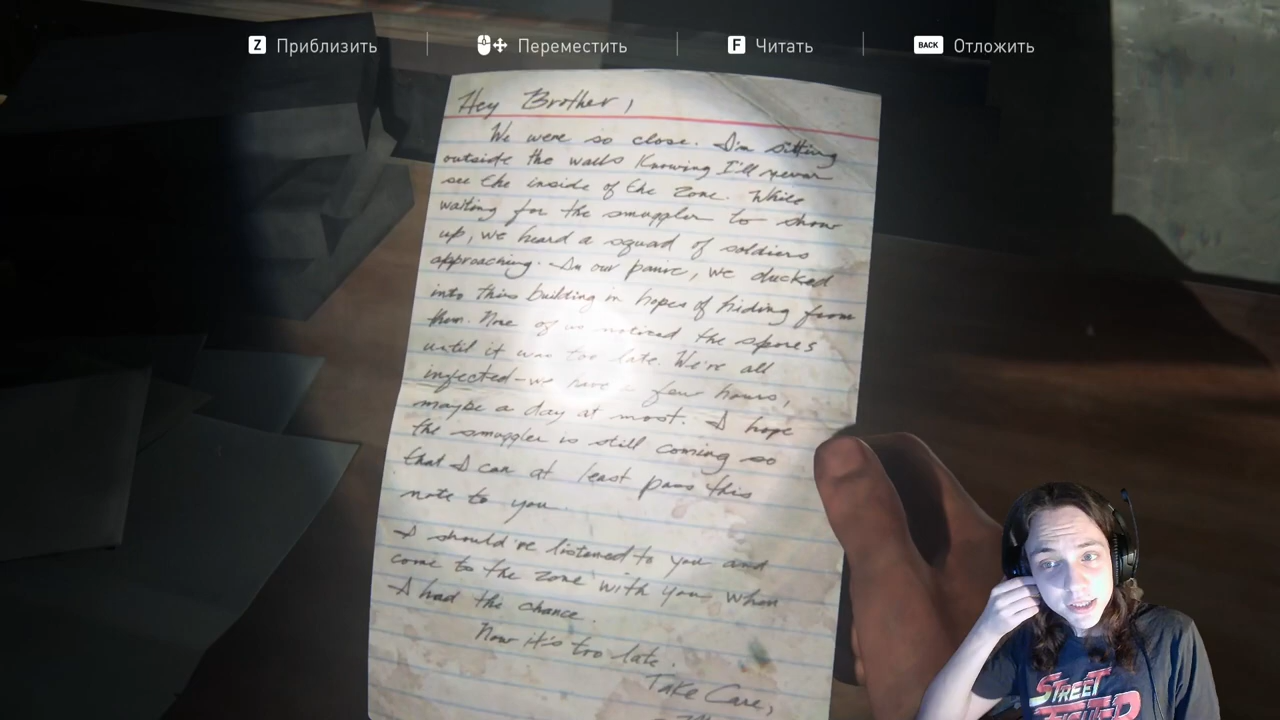 Z Приблизить
Переместить
F Читать
BACK Отложить
Hey Brother,
We were so close. I'm sitting
outside the walls knowing I'll never
see the inside of the zone. While
waiting for the smuggler to show
up, we heard a squad of soldiers
approaching. In our panic, we ducked
into this building in hopes of hiding from
them. None of us noticed the spores
until it was too late. We're all
infected-we have a few hours,
maybe a day at most. I hope
the smuggler is still coming so
that I can at least pass this
note to you.
I should've listened to you and
come to the zone with you when
I had the chance.
Now it's too late.
Take Care,
STREET
FIGHTER